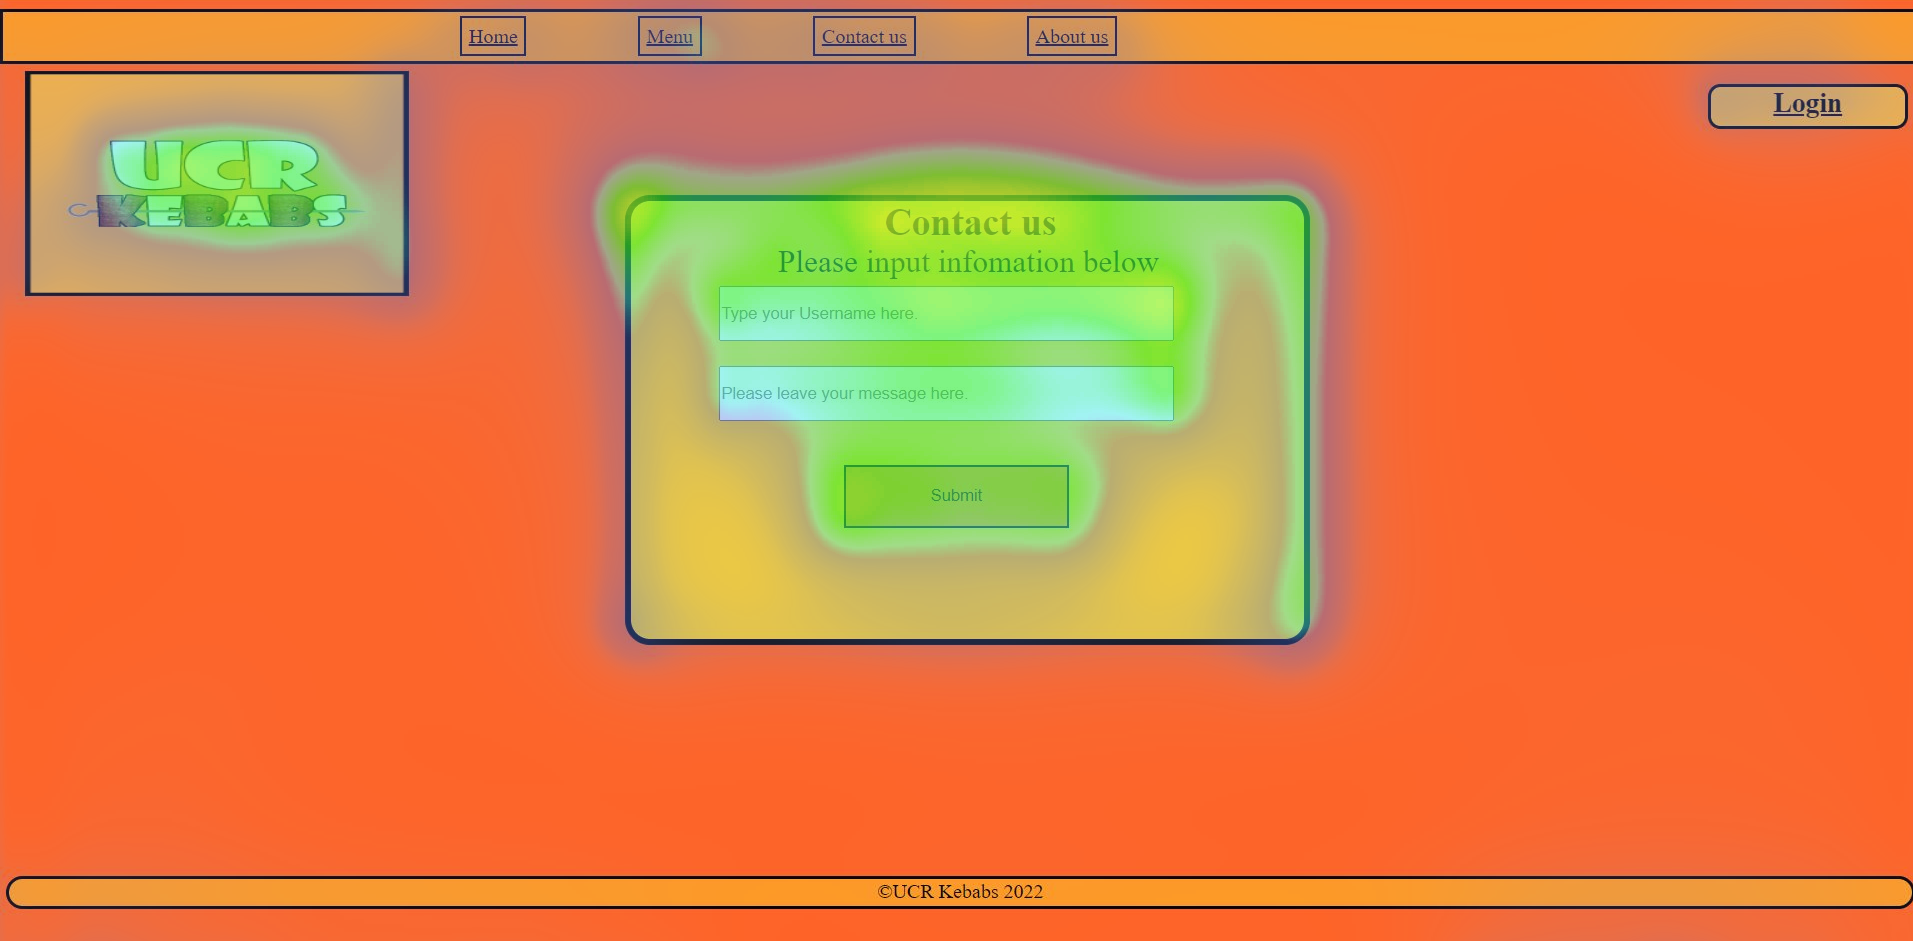 Home Menu Contact us About us
Login
UCR
KEBABS
Contact us
Please input infomation below
Type your Username here.
Please leave your message here.
Submit
©UCR Kebabs 2022